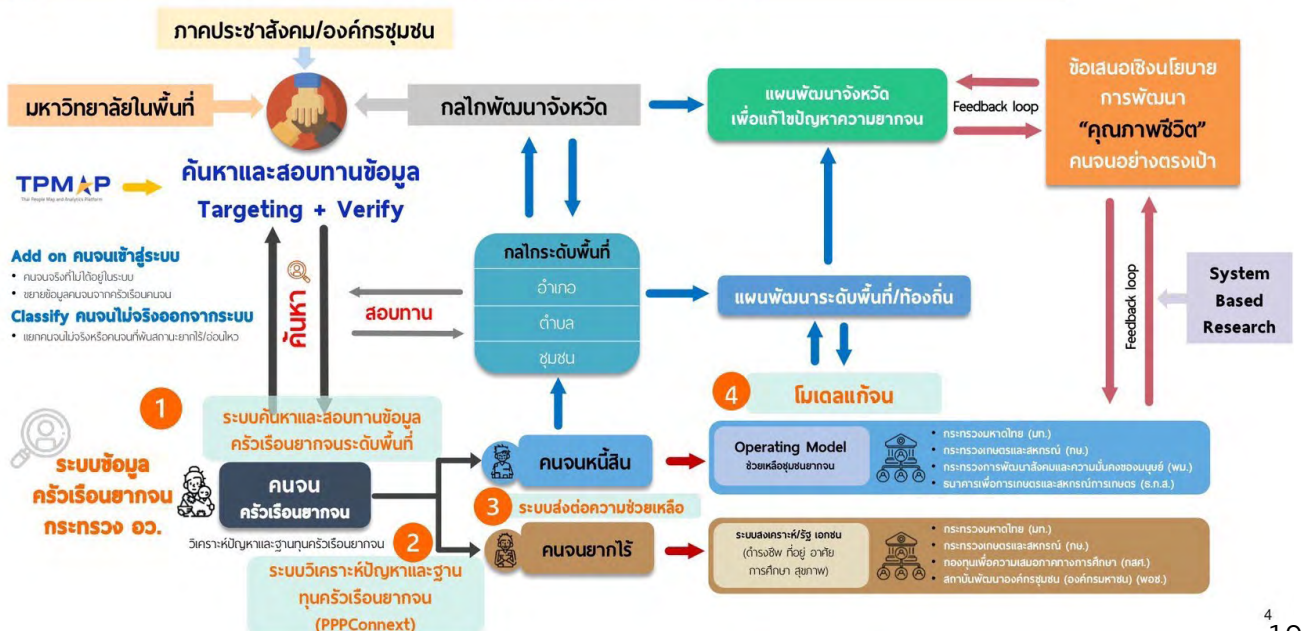 ภาคประชาสังคม/องค์กรชุมชน
มหาวิทยาลัยในพื้นที่
กลไกพัฒนาจังหวัด
แผนพัฒนาจังหวัด
เพื่อแก้ไขปัญหาความยากจน
Feedback loop
ข้อเสนอเชิงนโยบาย
การพัฒนา
“คุณภาพชีวิต”
คนจนอย่างตรงเป้า
TPMAP
Thai People Map and Analytics Platform
ค้นหาและสอบทานข้อมูล
Targeting + Verify
Add on คนจนเข้าสู่ระบบ
• คนจนจริงที่ไม่ได้อยู่ในระบบ
• ขยายข้อมูลคนจนจากครัวเรือนคนจน
Classify คนจนไม่จริงออกจากระบบ
• แยกคนจนไม่จริงหรือคนจนที่พ้นสถานะยากไร้/อ่อนไหว
ค้นหา
สอบทาน
กลไกระดับพื้นที่
อำเภอ
ตำบล
ชุมชน
แผนพัฒนาระดับพื้นที่/ท้องถิ่น
Feedback loop
System
Based
Research
1
ระบบค้นหาและสอบทานข้อมูล
ครัวเรือนยากจนระดับพื้นที่
ระบบข้อมูล
ครัวเรือนยากจน
กระทรวง อว.
คนจน
ครัวเรือนยากจน
วิเคราะห์ปัญหาและฐานทุนครัวเรือนยากจน
2
ระบบวิเคราะห์ปัญหาและฐาน
ทุนครัวเรือนยากจน
(PPPConnext)
คนจนหนี้สิน
3
ระบบส่งต่อความช่วยเหลือ
คนจนยากไร้
4
โมเดลแก้จน
Operating Model
ช่วยเหลือชุมชนยากจน
• กระทรวงมหาดไทย (มท.)
• กระทรวงเกษตรและสหกรณ์ (กษ.)
• กระทรวงการพัฒนาสังคมและความมั่นคงของมนุษย์ (พม.)
• ธนาคารเพื่อการเกษตรและสหกรณ์การเกษตร (ธ.ก.ส.)
ระบบสงเคราะห์/รัฐ เอกชน
(ดำรงชีพ ที่อยู่ อาศัย
การศึกษา สุขภาพ)
• กระทรวงมหาดไทย (มท.)
• กระทรวงเกษตรและสหกรณ์ (กษ.)
• กองทุนเพื่อความเสมอภาคทางการศึกษา (กสศ.)
• สถาบันพัฒนาองค์กรชุมชน (องค์กรมหาชน) (พอช.)
4